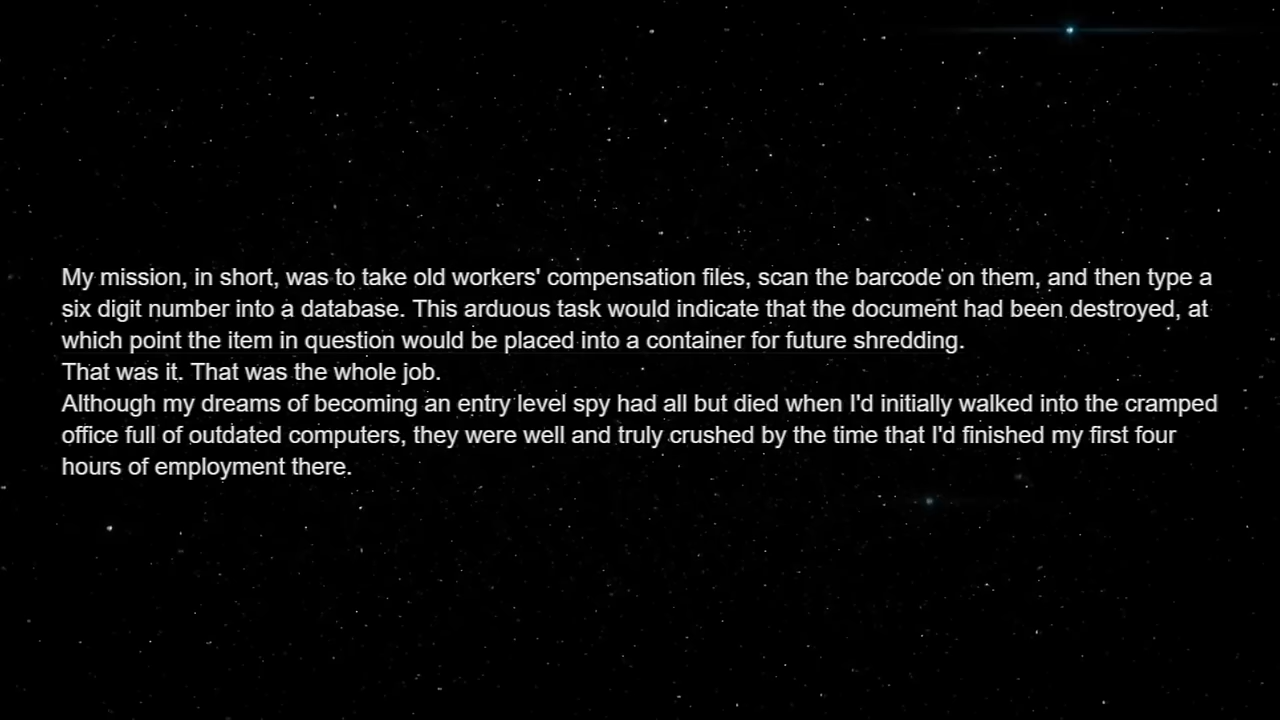 My mission, in short, was to take old workers' compensation files, scan the barcode on them, and then type a
six digit number into a database. This arduous task would indicate that the document had been destroyed, at
which point the item in question would be placed into a container for future shredding.
That was it. That was the whole job.
Although my dreams of becoming an entry level spy had all but died when I'd initially walked into the cramped
office full of outdated computers, they were well and truly crushed by the time that I'd finished my first four
hours of employment there.